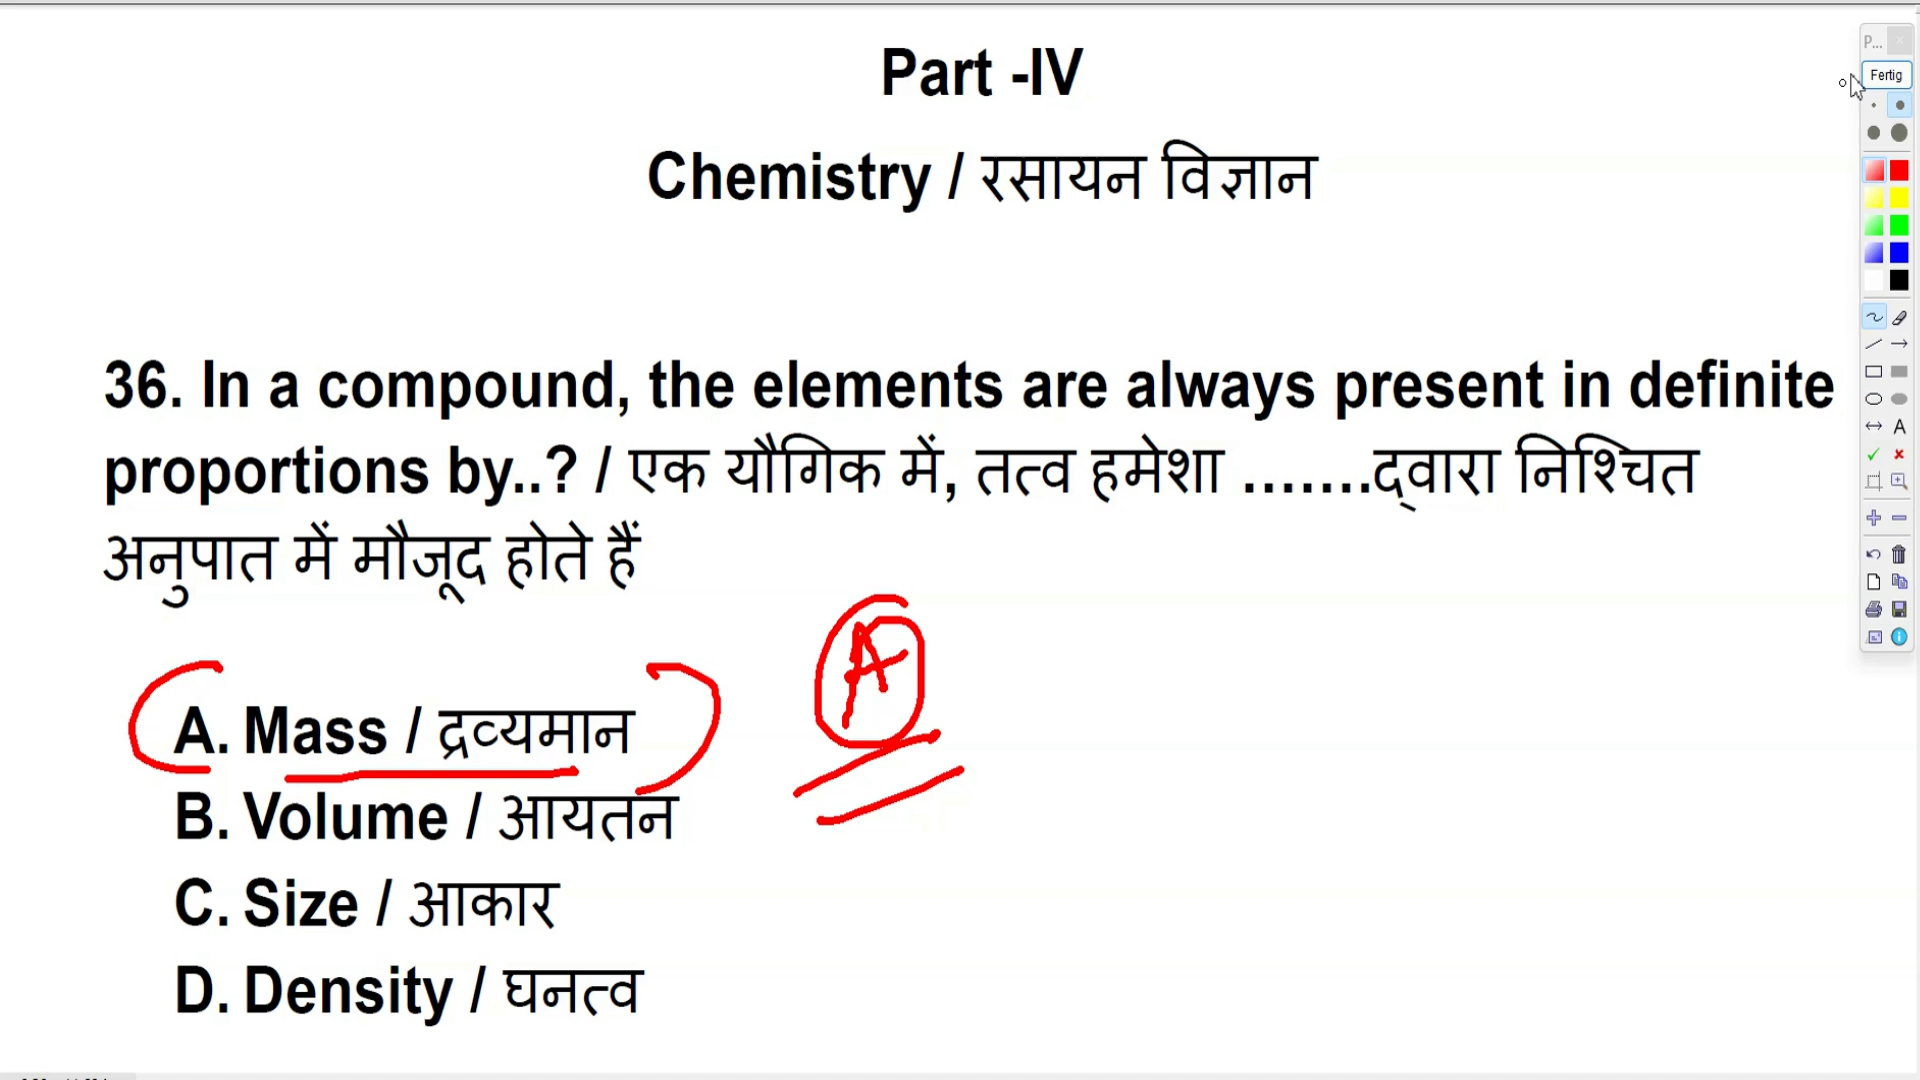 Part -IV
Chemistry / रसायन विज्ञान
36. In a compound, the elements are always present in definite
proportions by..? / एक यौगिक में, तत्व हमेशा .......द्वारा निश्चित
अनुपात में मौजूद होते हैं
A. Mass / द्रव्यमान
A
B. Volume / आयतन
C. Size / आकार
D. Density / घनत्व
P...
Fertig
A